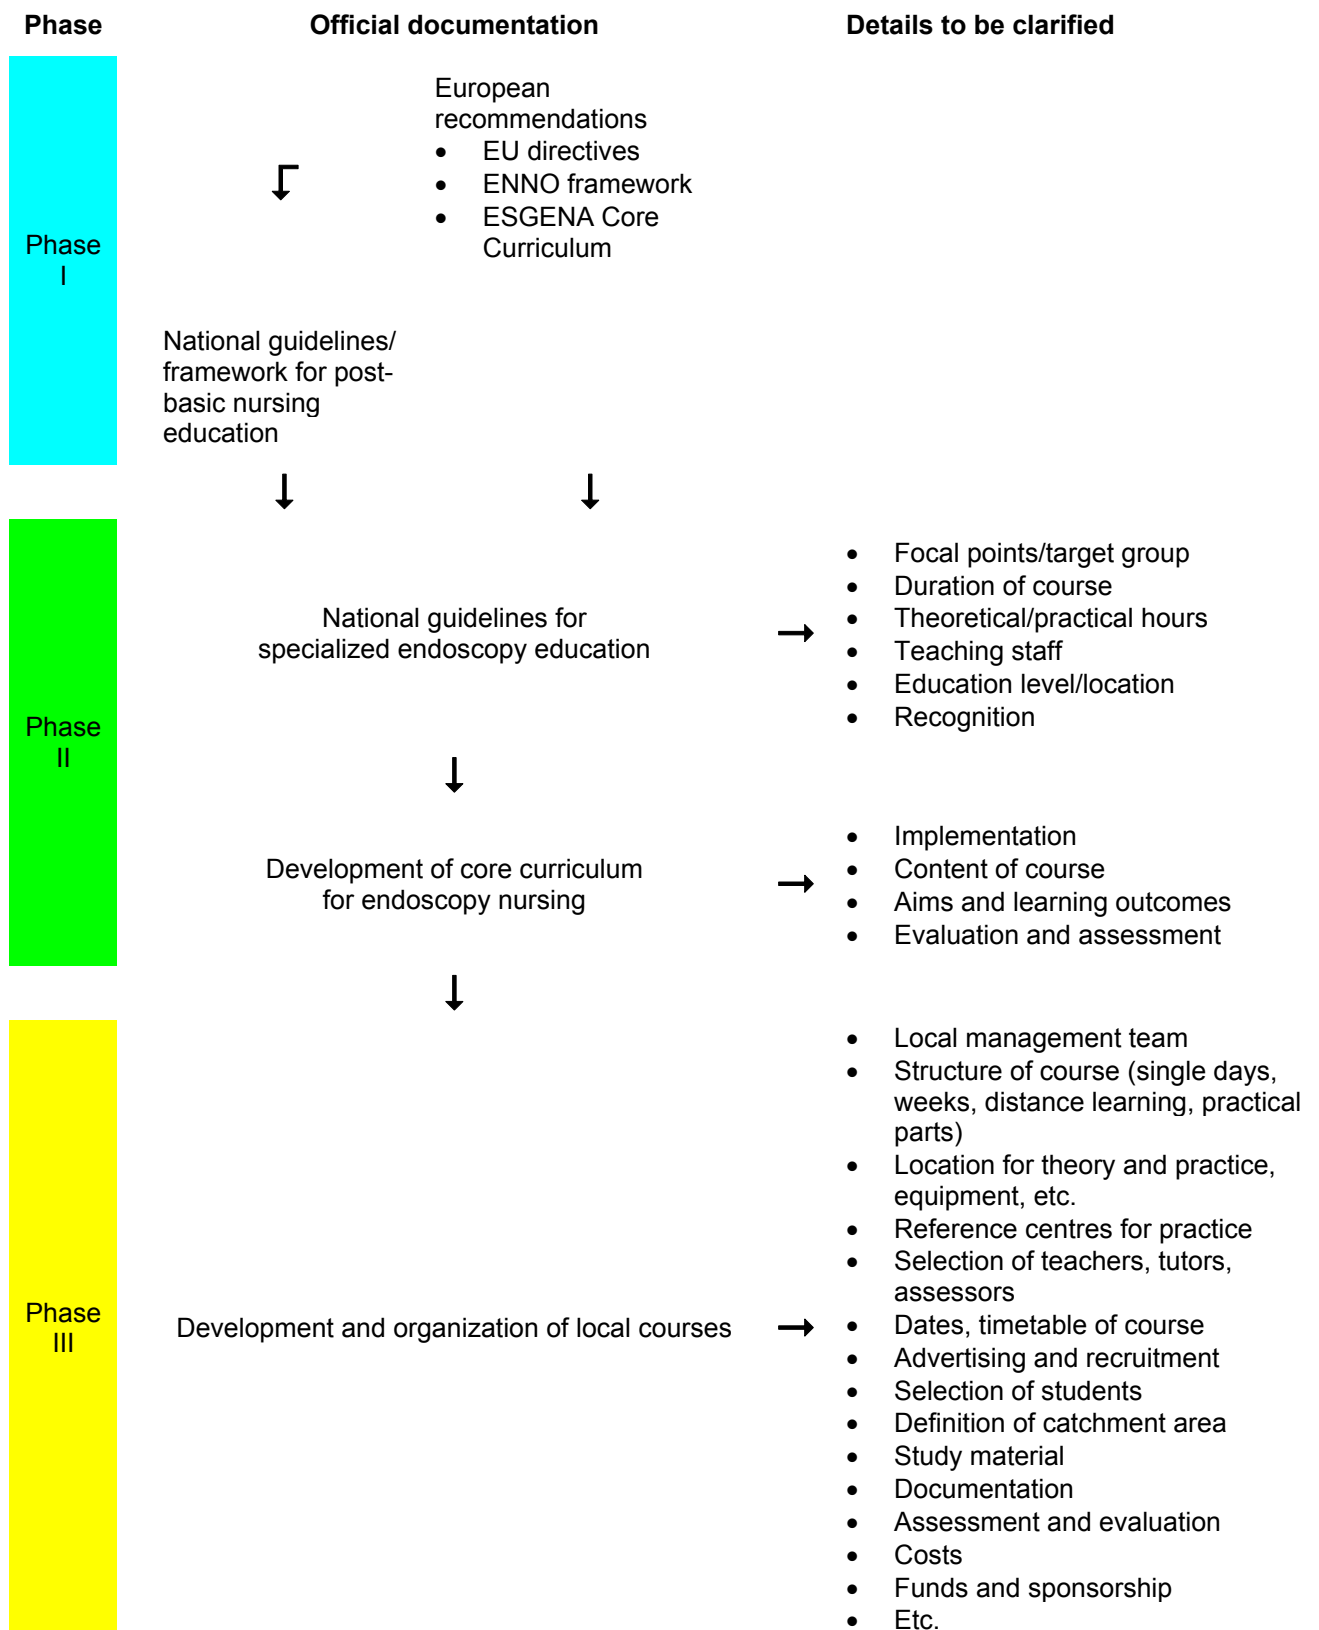 Phase
Official documentation
Details to be clarified
Phase
I
European
recommendations
• EU directives
• ENNO framework
• ESGENA Core
Curriculum
National guidelines/
framework for post-
basic nursing
education
Phase
II
National guidelines for
specialized endoscopy education
• Focal points/target group
• Duration of course
• Theoretical/practical hours
• Teaching staff
• Education level/location
• Recognition
Development of core curriculum
for endoscopy nursing
• Implementation
• Content of course
• Aims and learning outcomes
• Evaluation and assessment
Phase
III
Development and organization of local courses
• Local management team
• Structure of course (single days,
weeks, distance learning, practical
parts)
• Location for theory and practice,
equipment, etc.
• Reference centres for practice
• Selection of teachers, tutors,
assessors
• Dates, timetable of course
• Advertising and recruitment
• Selection of students
• Definition of catchment area
• Study material
• Documentation
• Assessment and evaluation
• Costs
• Funds and sponsorship
• Etc.